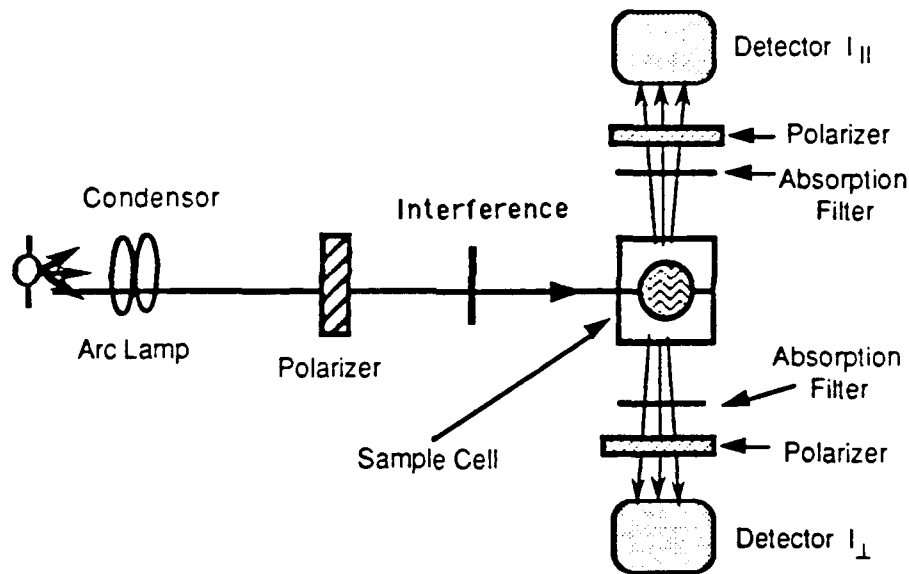 Detector I||
Polarizer
Absorption
Filter
Condensor
Interference
Arc Lamp
Polarizer
Absorption
Filter
Sample Cell
Polarizer
Detector I⊥